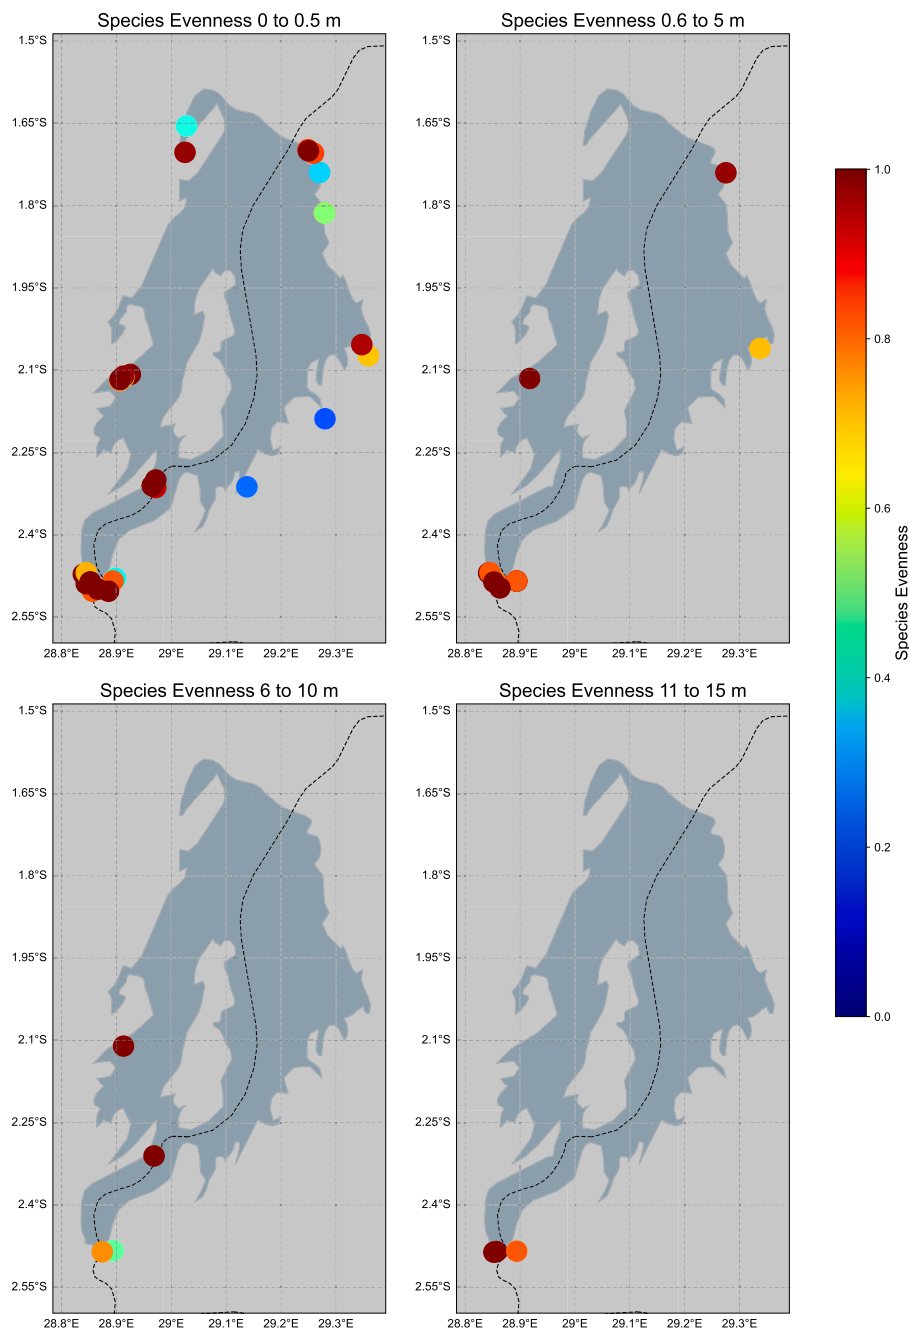 Species Evenness 0 to 0.5 m
Species Evenness 0.6 to 5 m
1.5°S
1.65°S
1.8°S
1.95°S
2.1°S
2.25°S
2.4°S
2.55°S
28.8°E 28.9°E 29°E 29.1°E 29.2°E 29.3°E
1.5°S
1.65°S
1.8°S
1.95°S
2.1°S
2.25°S
2.4°S
2.55°S
28.8°E 28.9°E 29°E 29.1°E 29.2°E 29.3°E
Species Evenness 6 to 10 m
Species Evenness 11 to 15 m
1.5°S
1.65°S
1.8°S
1.95°S
2.1°S
2.25°S
2.4°S
2.55°S
28.8°E 28.9°E 29°E 29.1°E 29.2°E 29.3°E
1.5°S
1.65°S
1.8°S
1.95°S
2.1°S
2.25°S
2.4°S
2.55°S
28.8°E 28.9°E 29°E 29.1°E 29.2°E 29.3°E
1.0
0.8
0.6
0.4
0.2
0.0
Species Evenness